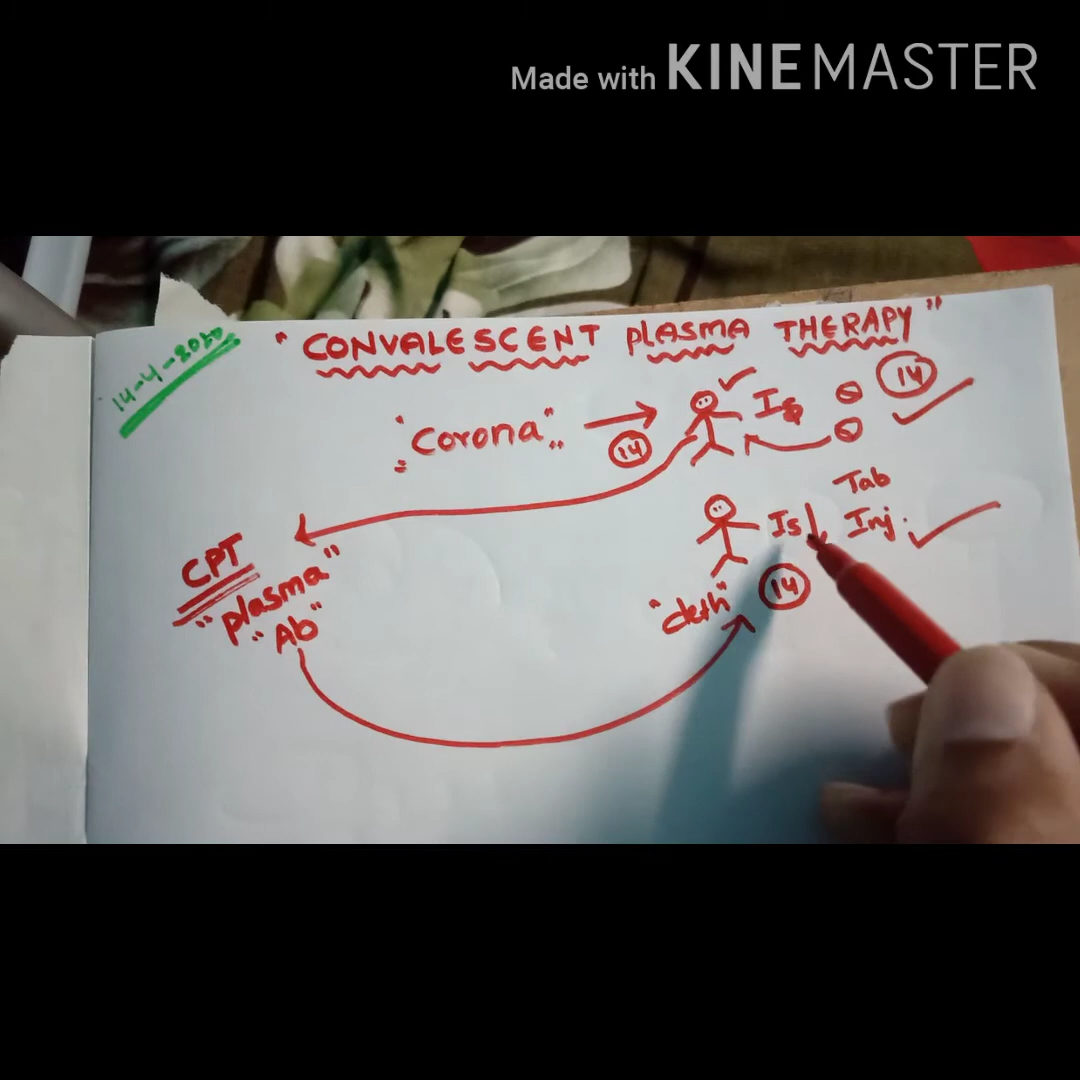 Made with KINEMASTER
14-4-2020
"CONVALESCENT PLASMA THERAPY"
"Corona" 14 Is 14
Tab
Is Inj.
CPT
"Plasma"
"Ab"
"deth" 14